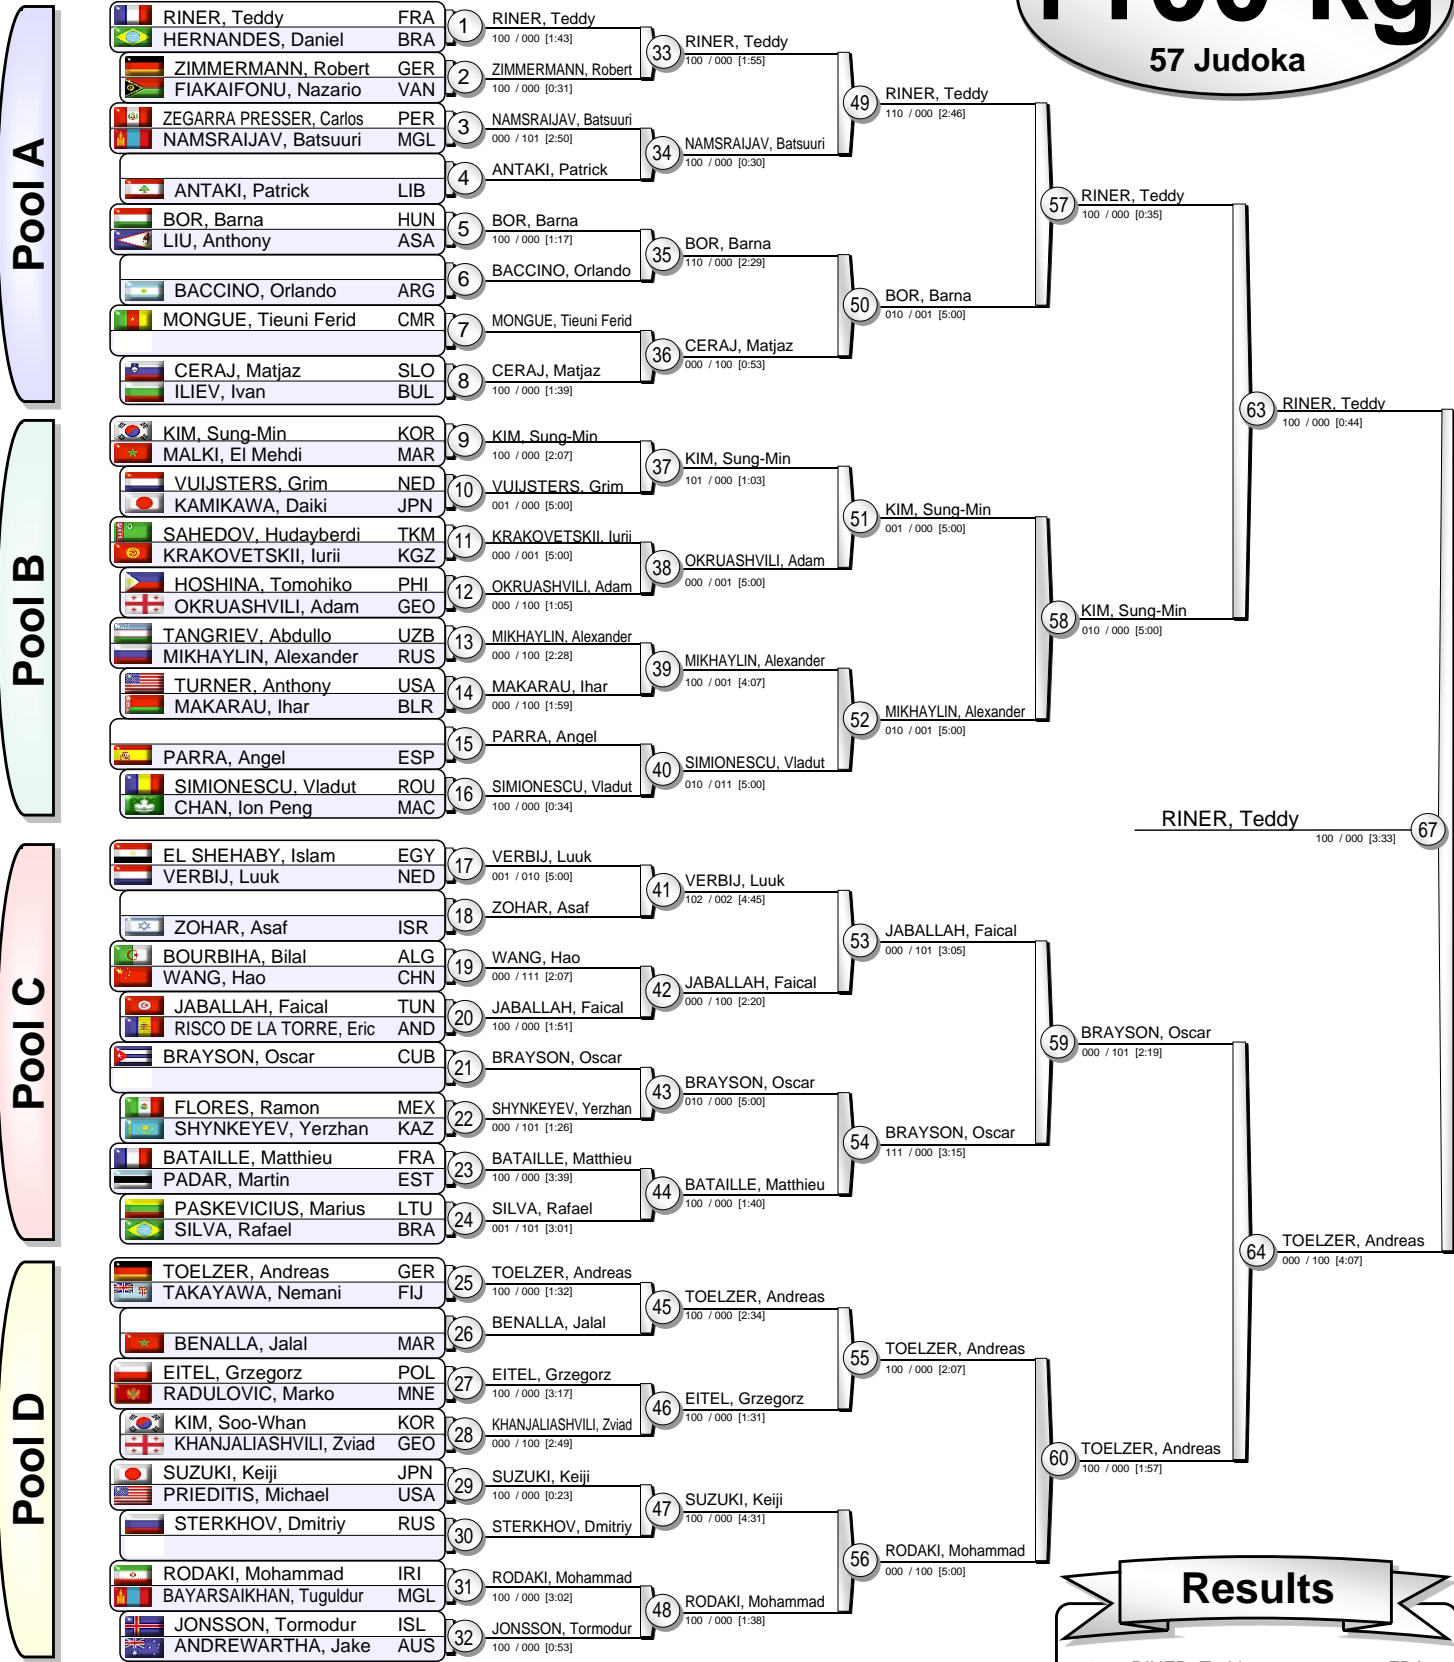 +100 kg
57 Judoka
Pool A
RINER, Teddy FRA
HERNANDES, Daniel BRA
1
ZIMMERMANN, Robert GER
FIAKAIFONU, Nazario VAN
2
ZEGARRA PRESSER, Carlos PER
NAMSRAIJAV, Batsuuri MGL
3
ANTAKI, Patrick LIB
4
BOR, Barna HUN
LIU, Anthony ASA
5
BACCINO, Orlando ARG
6
MONGUE, Tieuni Ferid CMR
7
CERAJ, Matjaz SLO
ILIEV, Ivan BUL
8
Pool B
KIM, Sung-Min KOR
MALKI, El Mehdi MAR
9
VUIJSTERS, Grim NED
KAMIKAWA, Daiki JPN
10
SAHEDOV, Hudayberdi TKM
KRAKOVETSKII, Iurii KGZ
11
HOSHINA, Tomohiko PHI
OKRUASHVILI, Adam GEO
12
TANGRIEV, Abdullo UZB
MIKHAYLIN, Alexander RUS
13
TURNER, Anthony USA
MAKARAU, Ihar BLR
14
PARRA, Angel ESP
15
SIMIONESCU, Vladut ROU
CHAN, Ion Peng MAC
16
Pool C
EL SHEHABY, Islam EGY
VERBIJ, Luuk NED
17
ZOHAR, Asaf ISR
18
BOURBIHA, Bilal ALG
WANG, Hao CHN
19
JABALLAH, Faical TUN
RISCO DE LA TORRE, Eric AND
20
BRAYSON, Oscar CUB
21
FLORES, Ramon MEX
SHYNKEYEV, Yerzhan KAZ
22
BATAILLE, Matthieu FRA
PADAR, Martin EST
23
PASKEVICIUS, Marius LTU
SILVA, Rafael BRA
24
Pool D
TOELZER, Andreas GER
TAKAYAWA, Nemani FIJ
25
BENALLA, Jalal MAR
26
EITEL, Grzegorz POL
RADULOVIC, Marko MNE
27
KIM, Soo-Whan KOR
KHANJALIASHVILI, Zviad GEO
28
SUZUKI, Keiji JPN
PRIEDITIS, Michael USA
29
STERKHOV, Dmitriy RUS
30
RODAKI, Mohammad IRI
BAYARSAIKHAN, Tuguldur MGL
31
JONSSON, Tormodur ISL
ANDREWARTHA, Jake AUS
32
RINER, Teddy
100 / 000 [1:43]
ZIMMERMANN, Robert
100 / 000 [0:31]
NAMSRAIJAV, Batsuuri
000 / 101 [2:50]
ANTAKI, Patrick
BOR, Barna
100 / 000 [1:17]
BACCINO, Orlando
MONGUE, Tieuni Ferid
CERAJ, Matjaz
100 / 000 [1:39]
KIM, Sung-Min
100 / 000 [2:07]
VUIJSTERS, Grim
001 / 000 [5:00]
KRAKOVETSKII, Iurii
000 / 001 [5:00]
OKRUASHVILI, Adam
000 / 100 [1:05]
MIKHAYLIN, Alexander
000 / 100 [2:28]
MAKARAU, Ihar
000 / 100 [1:59]
PARRA, Angel
SIMIONESCU, Vladut
100 / 000 [0:34]
VERBIJ, Luuk
001 / 010 [5:00]
ZOHAR, Asaf
WANG, Hao
000 / 111 [2:07]
JABALLAH, Faical
100 / 000 [1:51]
BRAYSON, Oscar
SHYNKEYEV, Yerzhan
000 / 101 [1:26]
BATAILLE, Matthieu
100 / 000 [3:39]
SILVA, Rafael
001 / 101 [3:01]
TOELZER, Andreas
100 / 000 [1:32]
BENALLA, Jalal
EITEL, Grzegorz
100 / 000 [3:17]
KHANJALIASHVILI, Zviad
000 / 100 [2:49]
SUZUKI, Keiji
100 / 000 [0:23]
STERKHOV, Dmitriy
RODAKI, Mohammad
100 / 000 [3:02]
JONSSON, Tormodur
100 / 000 [0:53]
33
RINER, Teddy
100 / 000 [1:55]
34
NAMSRAIJAV, Batsuuri
100 / 000 [0:30]
35
BOR, Barna
110 / 000 [2:29]
36
CERAJ, Matjaz
000 / 100 [0:53]
37
KIM, Sung-Min
101 / 000 [1:03]
38
OKRUASHVILI, Adam
000 / 001 [5:00]
39
MIKHAYLIN, Alexander
100 / 001 [4:07]
40
SIMIONESCU, Vladut
010 / 011 [5:00]
41
VERBIJ, Luuk
102 / 002 [4:45]
42
JABALLAH, Faical
000 / 100 [2:20]
43
BRAYSON, Oscar
010 / 000 [5:00]
44
BATAILLE, Matthieu
100 / 000 [1:40]
45
TOELZER, Andreas
100 / 000 [2:34]
46
EITEL, Grzegorz
100 / 000 [1:31]
47
SUZUKI, Keiji
100 / 000 [4:31]
48
RODAKI, Mohammad
100 / 000 [1:38]
49
RINER, Teddy
110 / 000 [2:46]
50
BOR, Barna
010 / 001 [5:00]
51
KIM, Sung-Min
001 / 000 [5:00]
52
MIKHAYLIN, Alexander
010 / 001 [5:00]
53
JABALLAH, Faical
000 / 101 [3:05]
54
BRAYSON, Oscar
111 / 000 [3:15]
55
TOELZER, Andreas
100 / 000 [2:07]
56
RODAKI, Mohammad
000 / 100 [5:00]
57
RINER, Teddy
100 / 000 [0:35]
58
KIM, Sung-Min
010 / 000 [5:00]
59
BRAYSON, Oscar
000 / 101 [2:19]
60
TOELZER, Andreas
100 / 000 [1:57]
63
RINER, Teddy
100 / 000 [0:44]
64
TOELZER, Andreas
000 / 100 [4:07]
RINER, Teddy
100 / 000 [3:33]
67
Results